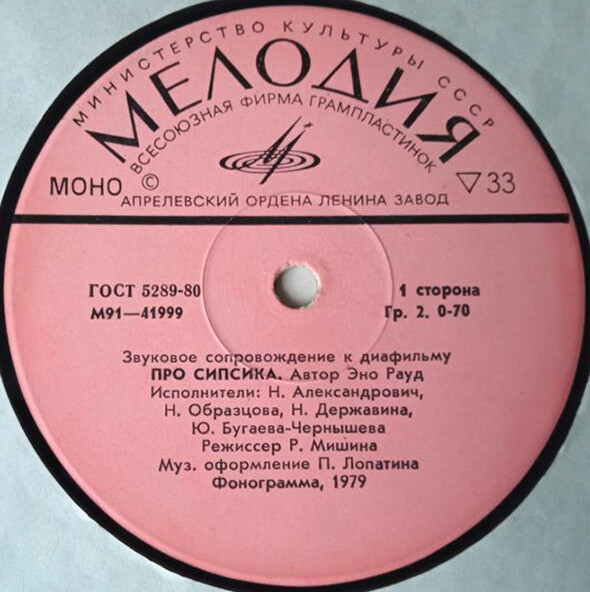 МИНИСТЕРСТВО КУЛЬТУРЫ СССР
МЕЛОДИЯ
ВСЕСОЮЗНАЯ ФИРМА ГРАМПЛАСТИНОК
МОНО © ▽33
АПРЕЛЕВСКИЙ ОРДЕНА ЛЕНИНА ЗАВОД
ГОСТ 5289-80 1 сторона
М91—41999 Гр. 2. 0-70
Звуковое сопровождение к диафильму
ПРО СИПСИКА. Автор Эно Рауд
Исполнители: Н. Александрович,
Н. Образцова, Н. Державина,
Ю. Бугаева-Чернышева
Режиссер Р. Мишина
Муз. оформление П. Лопатина
Фонограмма, 1979